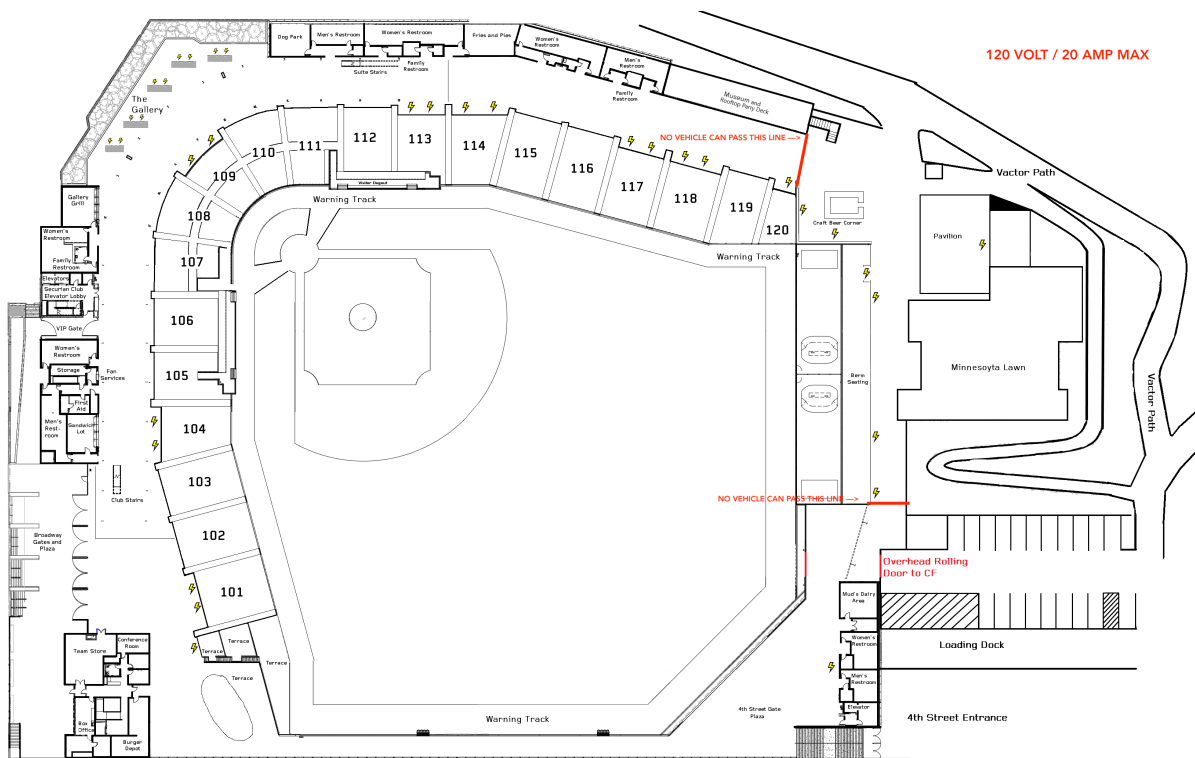 120 VOLT / 20 AMP MAX
Dog Park
Men's Restroom
Women's Restroom
Fries and Pies
Women's
Restroom
Men's
Restroom
Family
Restroom
Suite Stairs
Family
Restroom
Museum and
Rooftop Party Deck
The
Gallery
NO VEHICLE CAN PASS THIS LINE —>
Vactor Path
110
111
112
113
114
115
116
117
118
119
120
109
108
107
106
105
104
103
102
101
Visitor Dugout
Warning Track
Warning Track
Craft Beer Corner
Pavilion
Gallery
Grill
Women's
Restroom
Family
Restroom
Elevators
Securian Club
Elevator Lobby
VIP Gate
Women's
Restroom
Storage
Fan
Services
First
Aid
Men's
Rest-
room
Sandwich
Lot
Club Stairs
Berm
Seating
Minnesoyta Lawn
Vactor Path
NO VEHICLE CAN PASS THIS LINE —>
Broadway
Gates and
Plaza
Overhead Rolling
Door to CF
Mud's Dairy
Area
Women's
Restroom
Men's
Restroom
Elevator
Loading Dock
4th Street Entrance
4th Street Gate
Plaza
Team Store
Conference
Room
Box
Office
Burger
Depot
Terrace
Terrace
Terrace
Terrace
Warning Track